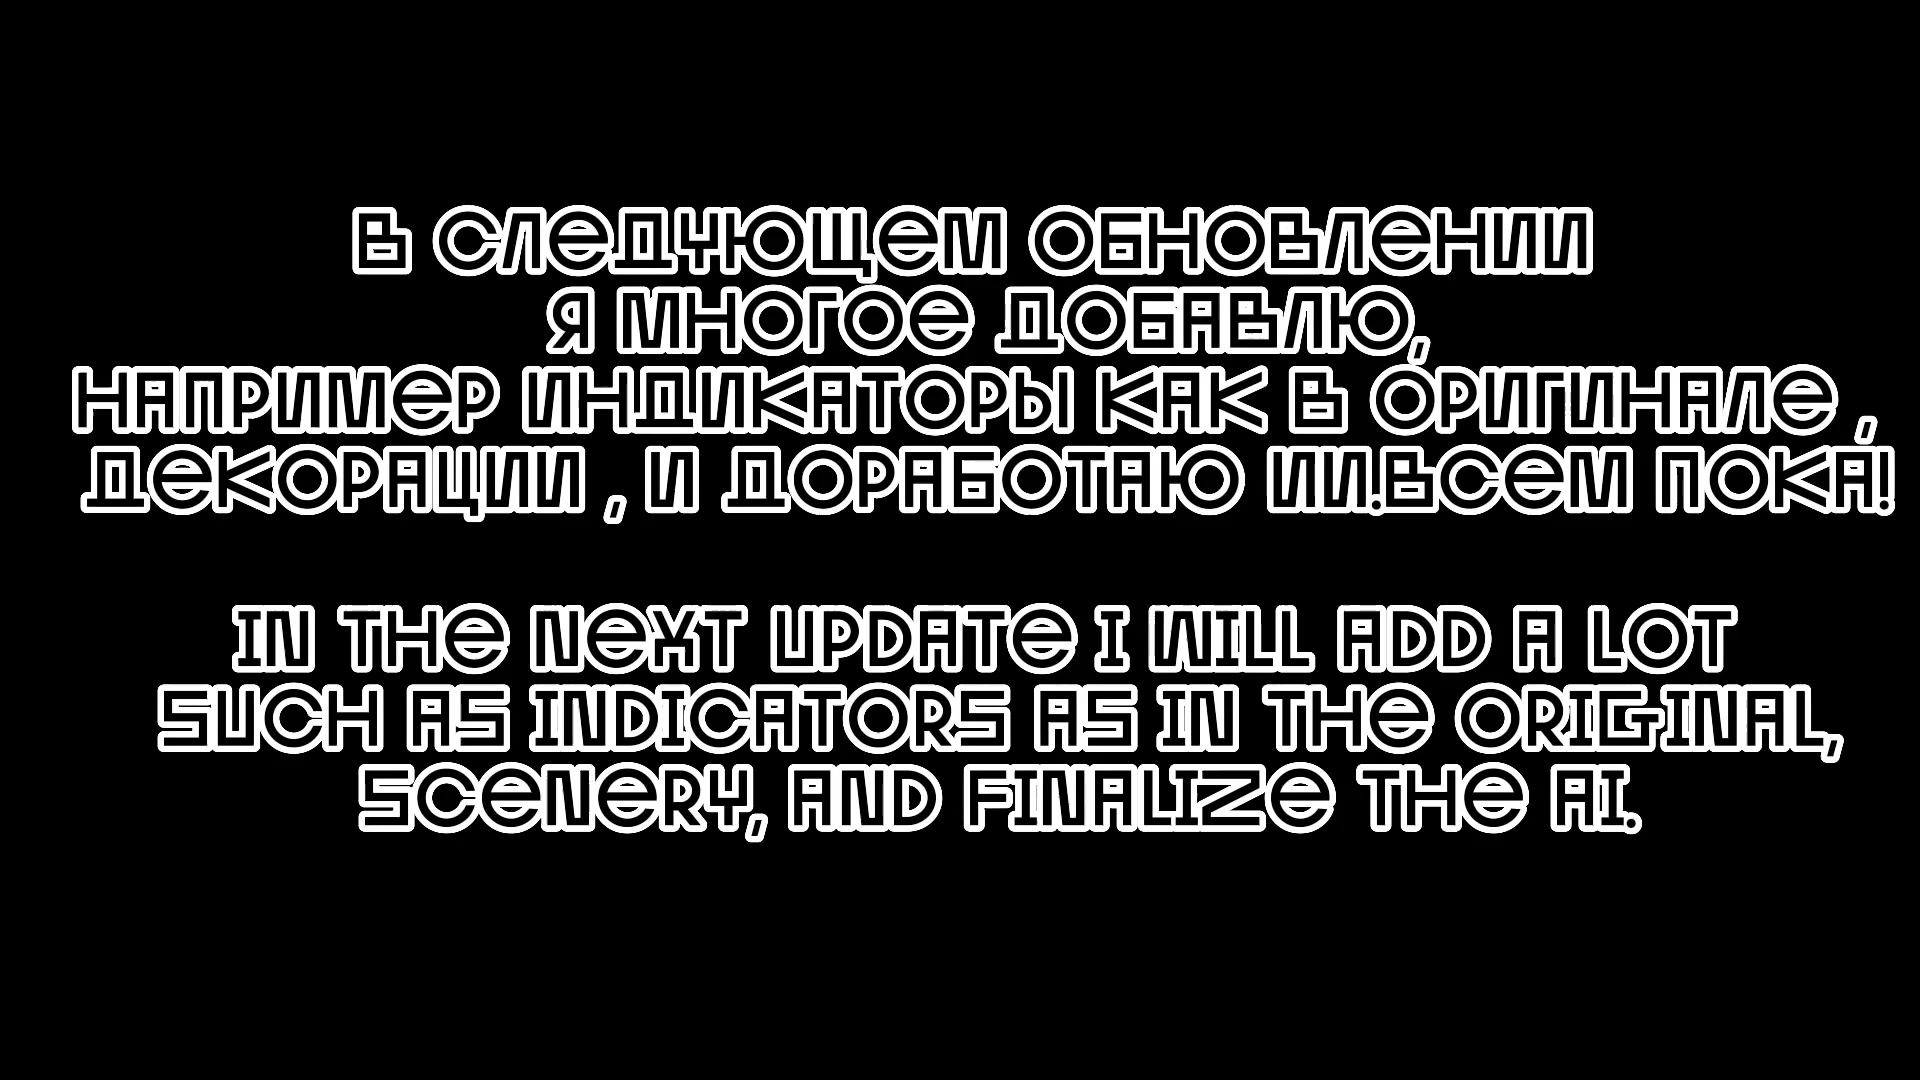 В СЛЕДУЮЩЕМ ОБНОВЛЕНИИ
Я МНОГОЕ ДОБАВЛЮ,
НАПРИМЕР ИНДИКАТОРЫ КАК В ОРИГИНАЛЕ ,
ДЕКОРАЦИИ , И ДОРАБОТАЮ ИИ.ВСЕМ ПОКА!
IN THE NEXT UPDATE I WILL ADD A LOT
SUCH AS INDICATORS AS IN THE ORIGINAL,
SCENERY, AND FINALIZE THE AI.